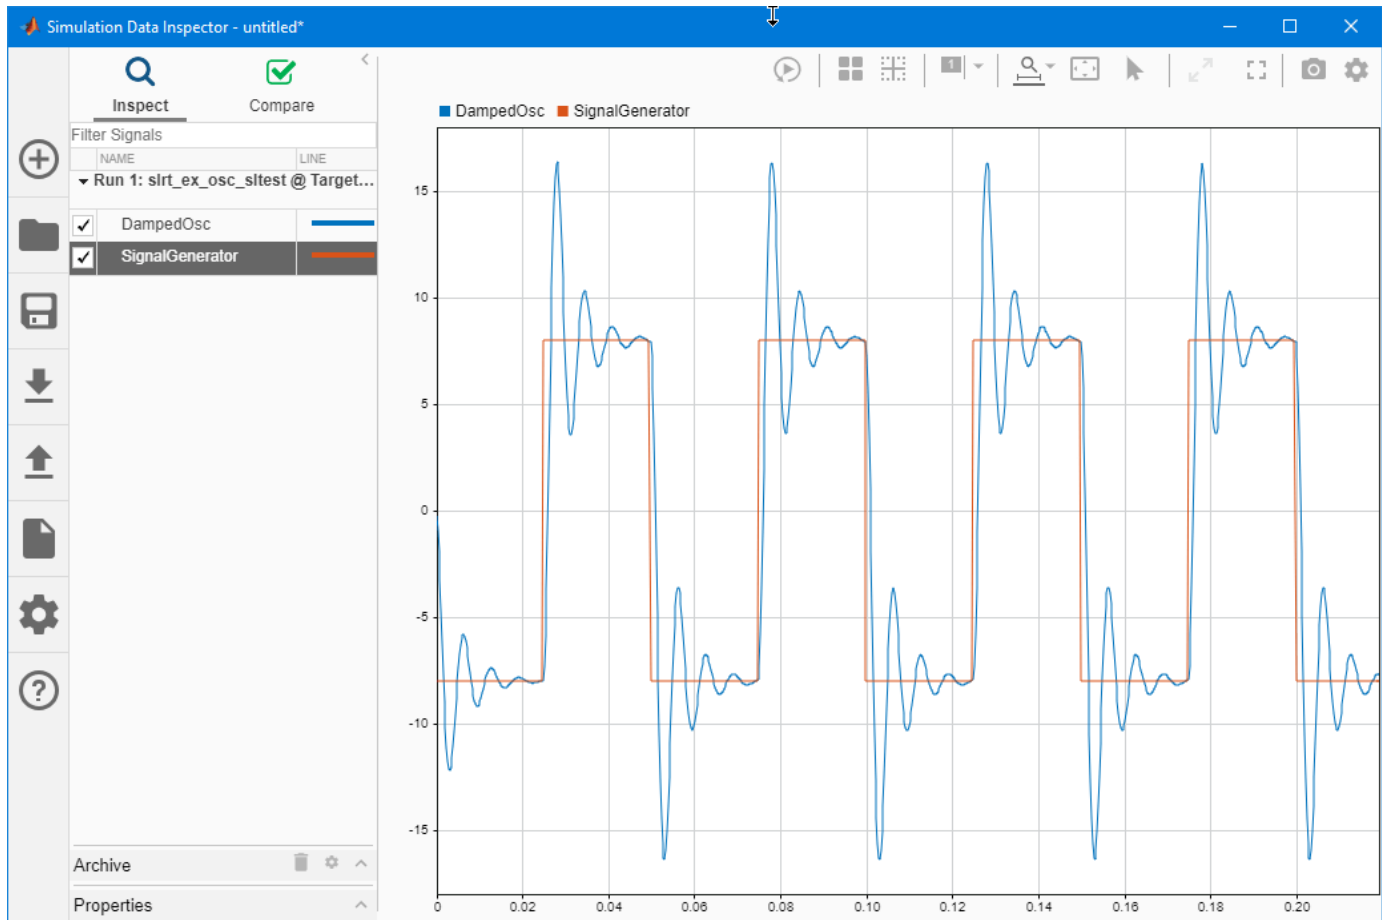 Simulation Data Inspector - untitled*
Inspect
Compare
Filter Signals
NAME
LINE
Run 1: slrt_ex_osc_sltest @ Target...
DampedOsc
SignalGenerator
Archive
Properties
1
DampedOsc
SignalGenerator
15
10
5
0
-5
-10
-15
0
0.02
0.04
0.06
0.08
0.10
0.12
0.14
0.16
0.18
0.20